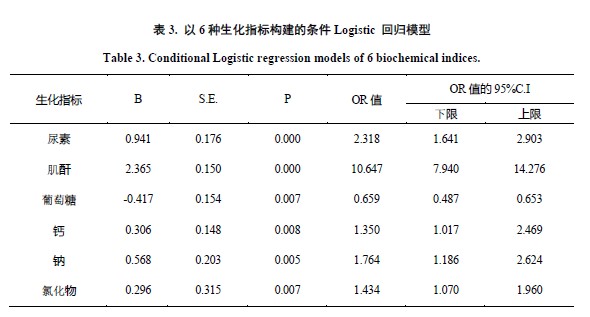 表 3. 以 6 种生化指标构建的条件 Logistic 回归模型
Table 3. Conditional Logistic regression models of 6 biochemical indices.
生化指标 B S.E. P OR 值 OR 值的 95%C.I
下限 上限
尿素 0.941 0.176 0.000 2.318 1.641 2.903
肌酐 2.365 0.150 0.000 10.647 7.940 14.276
葡萄糖 -0.417 0.154 0.007 0.659 0.487 0.653
钙 0.306 0.148 0.008 1.350 1.017 2.469
钠 0.568 0.203 0.005 1.764 1.186 2.624
氯化物 0.296 0.315 0.007 1.434 1.070 1.960